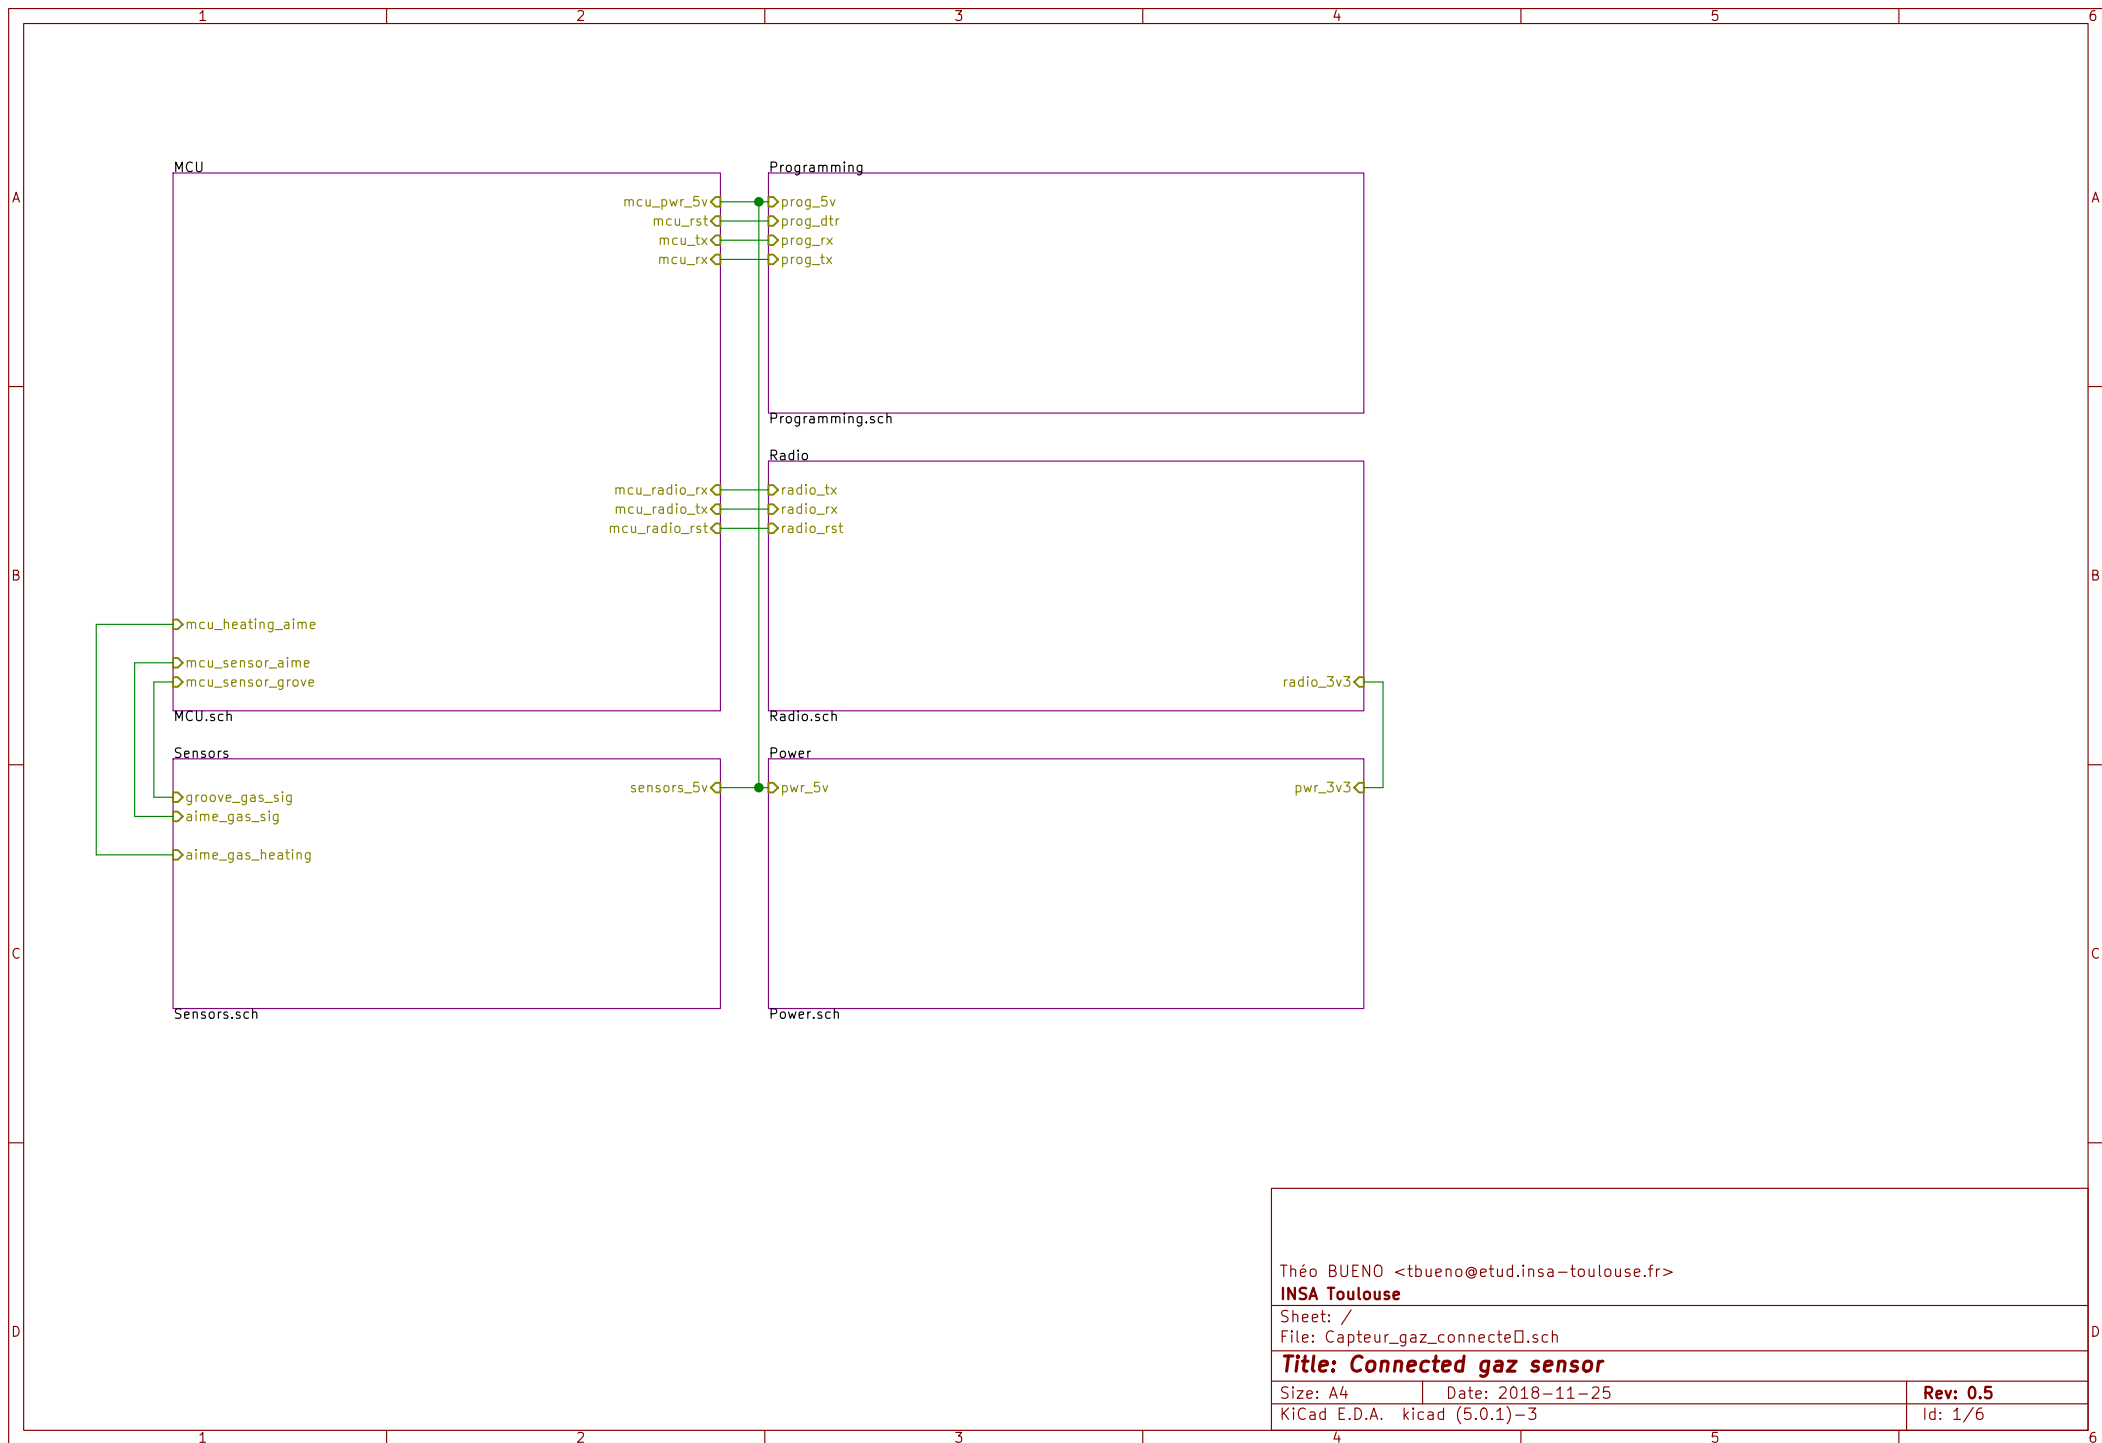 1 2 3 4 5 6
MCU
Programming
A
mcu_pwr_5v
prog_5v
A
mcu_rst
prog_dtr
mcu_tx
prog_rx
mcu_rx
prog_tx
Programming.sch
Radio
mcu_radio_rx
radio_tx
mcu_radio_tx
radio_rx
mcu_radio_rst
radio_rst
B
B
mcu_heating_aime
mcu_sensor_aime
mcu_sensor_grove
radio_3v3
MCU.sch
Radio.sch
Sensors
Power
sensors_5v
pwr_5v
pwr_3v3
groove_gas_sig
aime_gas_sig
aime_gas_heating
C
C
Sensors.sch
Power.sch
Théo BUENO <tbueno@etud.insa-toulouse.fr>
INSA Toulouse
Sheet: /
D
D
File: Capteur_gaz_connecte▯.sch
Title: Connected gaz sensor
Size: A4
Date: 2018-11-25
Rev: 0.5
KiCad E.D.A. kicad (5.0.1)-3
Id: 1/6
1 2 3 4 5 6